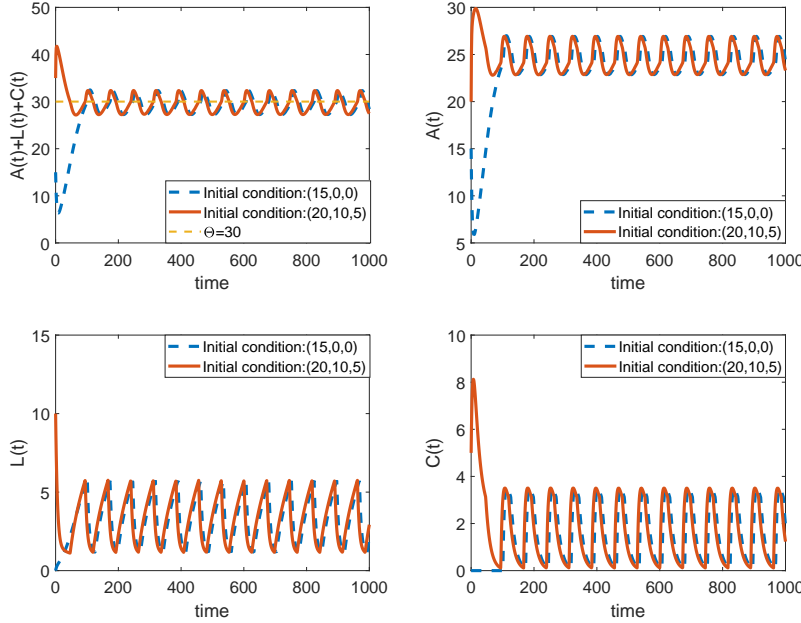 50
40
30
20
10
0
A(t)+L(t)+C(t)
Initial condition:(15,0,0)
Initial condition:(20,10,5)
Θ=30
0 200 400 600 800 1000
time
30
25
20
15
10
5
A(t)
Initial condition:(15,0,0)
Initial condition:(20,10,5)
0 200 400 600 800 1000
time
15
10
5
0
L(t)
Initial condition:(15,0,0)
Initial condition:(20,10,5)
0 200 400 600 800 1000
time
10
8
6
4
2
0
C(t)
Initial condition:(15,0,0)
Initial condition:(20,10,5)
0 200 400 600 800 1000
time